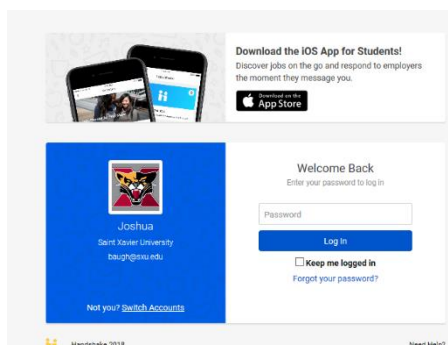 Download the iOS App for Students!
Discover jobs on the go and respond to employers
the moment they message you.
Download on the
App Store
Joshua
Saint Xavier University
baugh@sxu.edu
Not you? Switch Accounts
Welcome Back
Enter your password to log in
Password
Log In
Keep me logged in
Forgot your password?
Handshake 2018
Need Help?